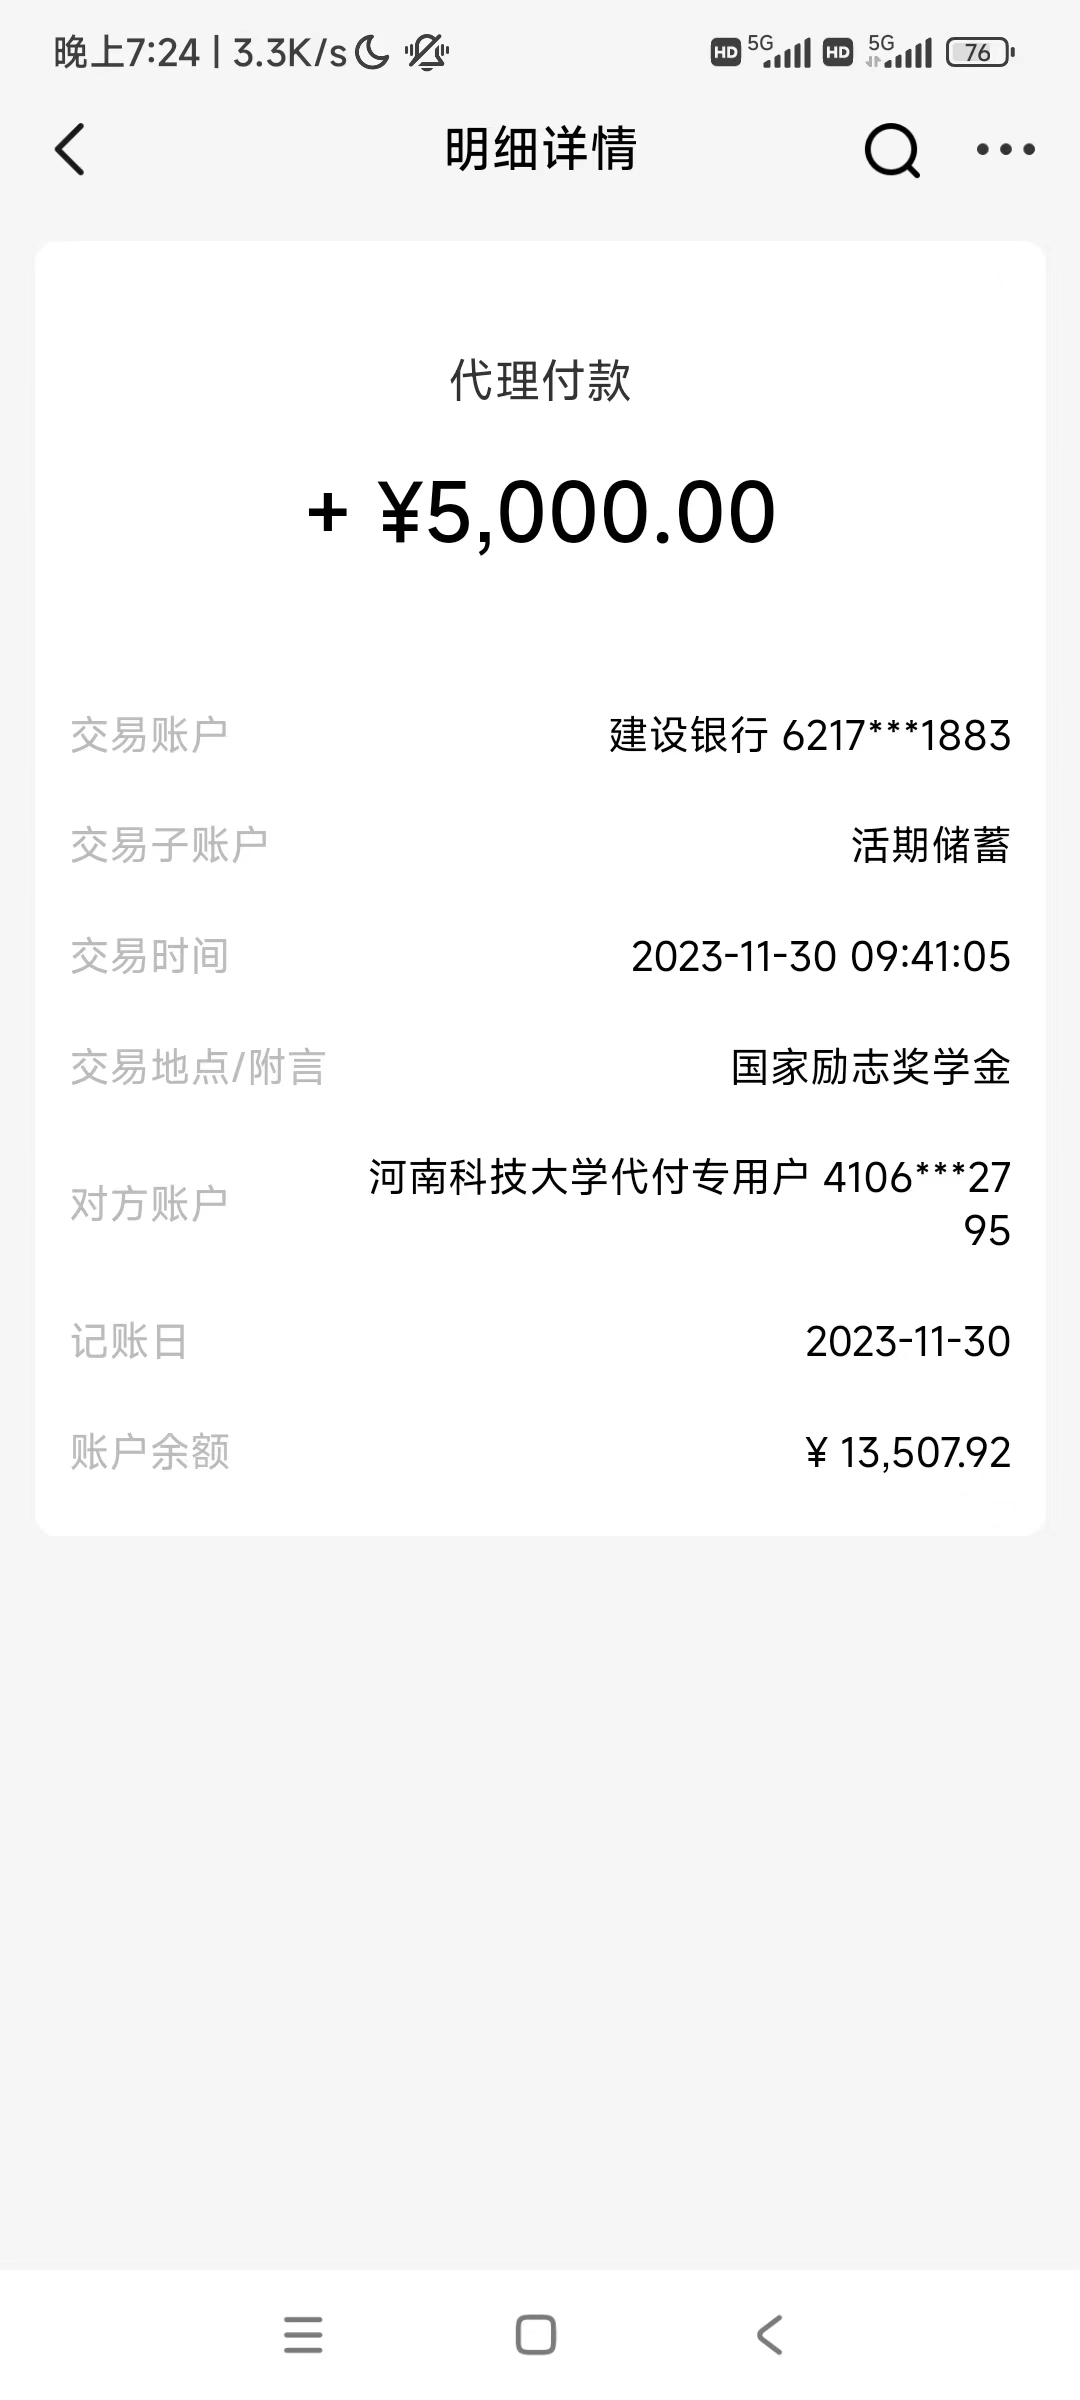 晚上7:24 | 3.3K/s HD 5G HD 5G 76
明细详情
代理付款
+ ¥5,000.00
交易账户 建设银行 6217***1883
交易子账户 活期储蓄
交易时间 2023-11-30 09:41:05
交易地点/附言 国家励志奖学金
对方账户 河南科技大学代付专用户 4106***27
95
记账日 2023-11-30
账户余额 ¥ 13,507.92